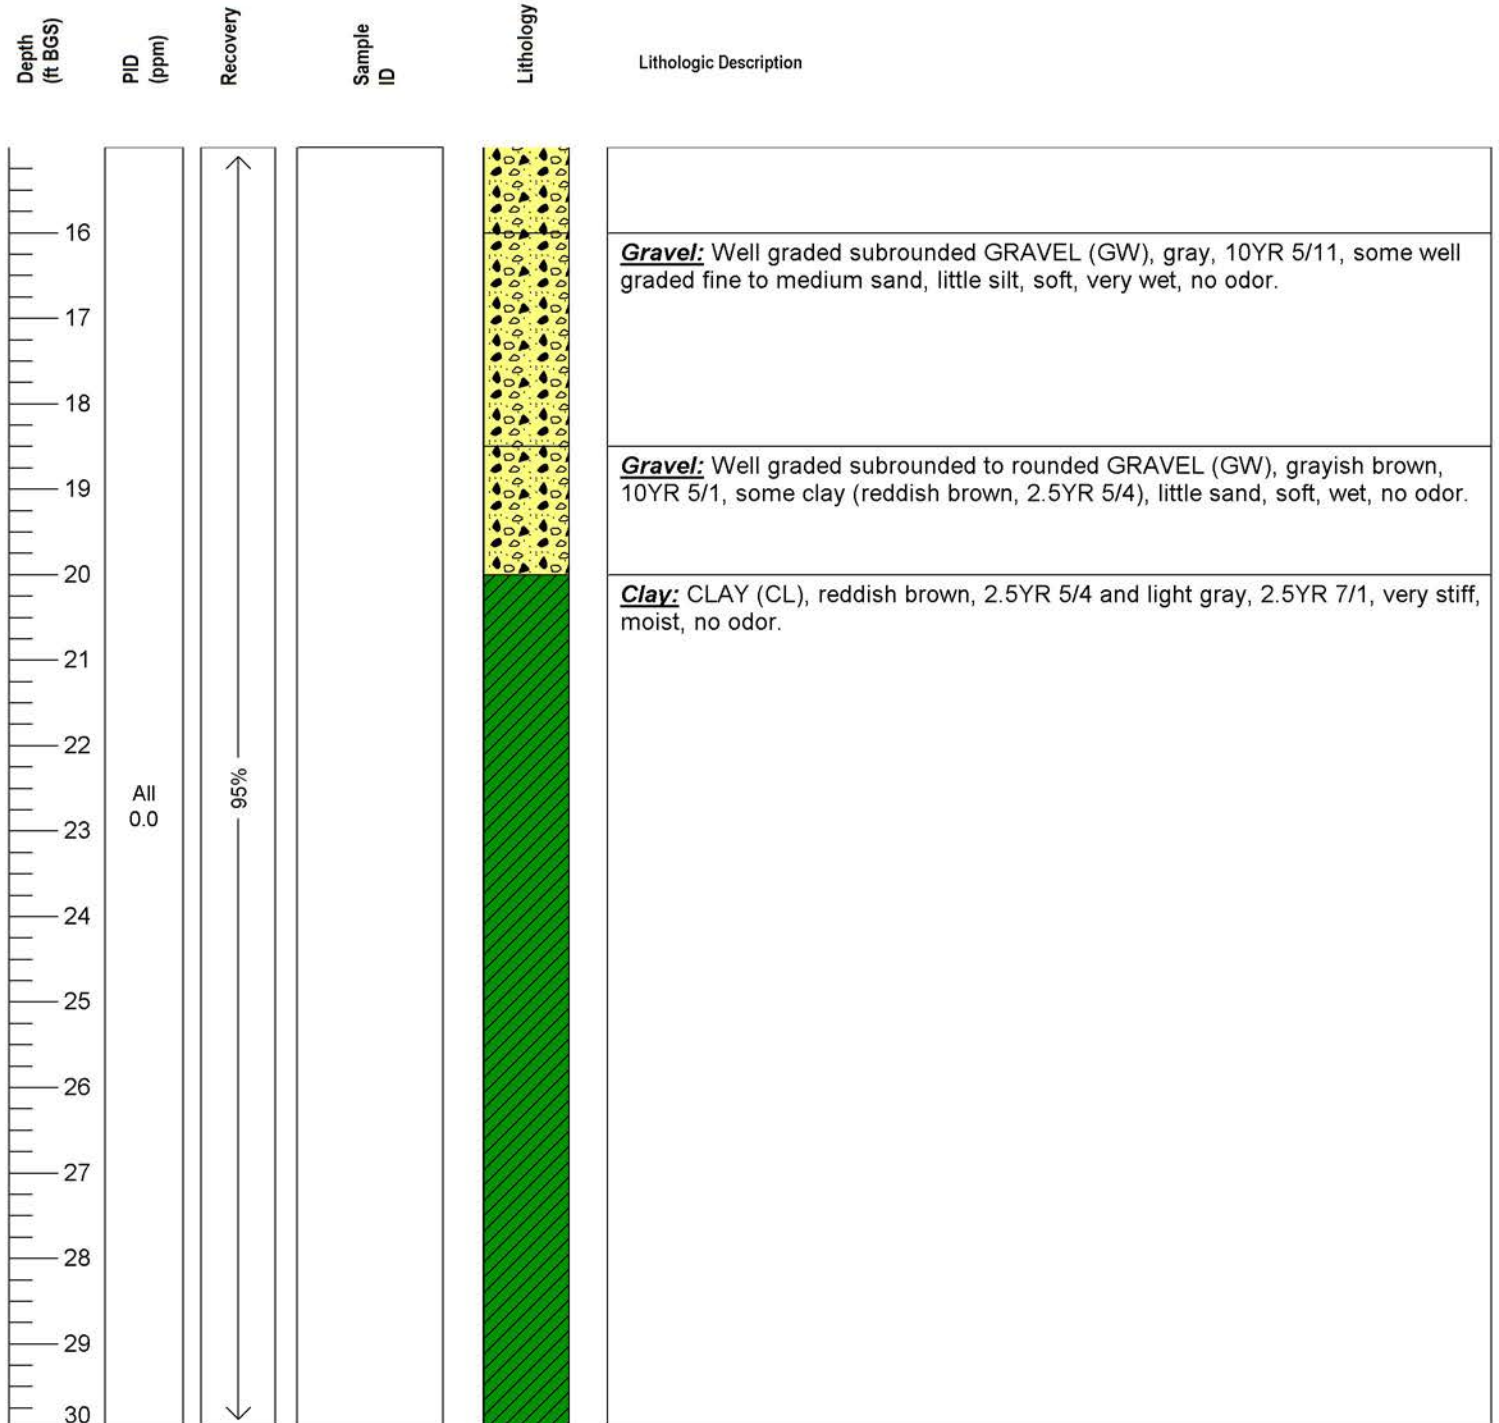 Depth
(ft BGS)
PID
(ppm)
Recovery
Sample
ID
Lithology
Lithologic Description
16
Gravel: Well graded subrounded GRAVEL (GW), gray, 10YR 5/11, some well
graded fine to medium sand, little silt, soft, very wet, no odor.
17
18
Gravel: Well graded subrounded to rounded GRAVEL (GW), grayish brown,
10YR 5/1, some clay (reddish brown, 2.5YR 5/4), little sand, soft, wet, no odor.
19
20
Clay: CLAY (CL), reddish brown, 2.5YR 5/4 and light gray, 2.5YR 7/1, very stiff,
moist, no odor.
21
22
All
0.0
95%
23
24
25
26
27
28
29
30